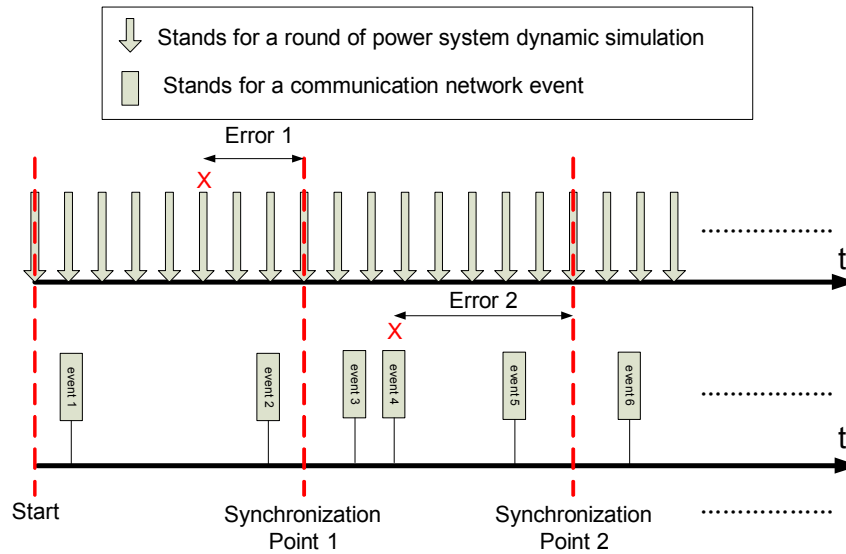 Stands for a round of power system dynamic simulation
Stands for a communication network event
Error 1
X
t
Error 2
X
event 1
event 2
event 3
event 4
event 5
event 6
t
Start
Synchronization
Point 1
Synchronization
Point 2